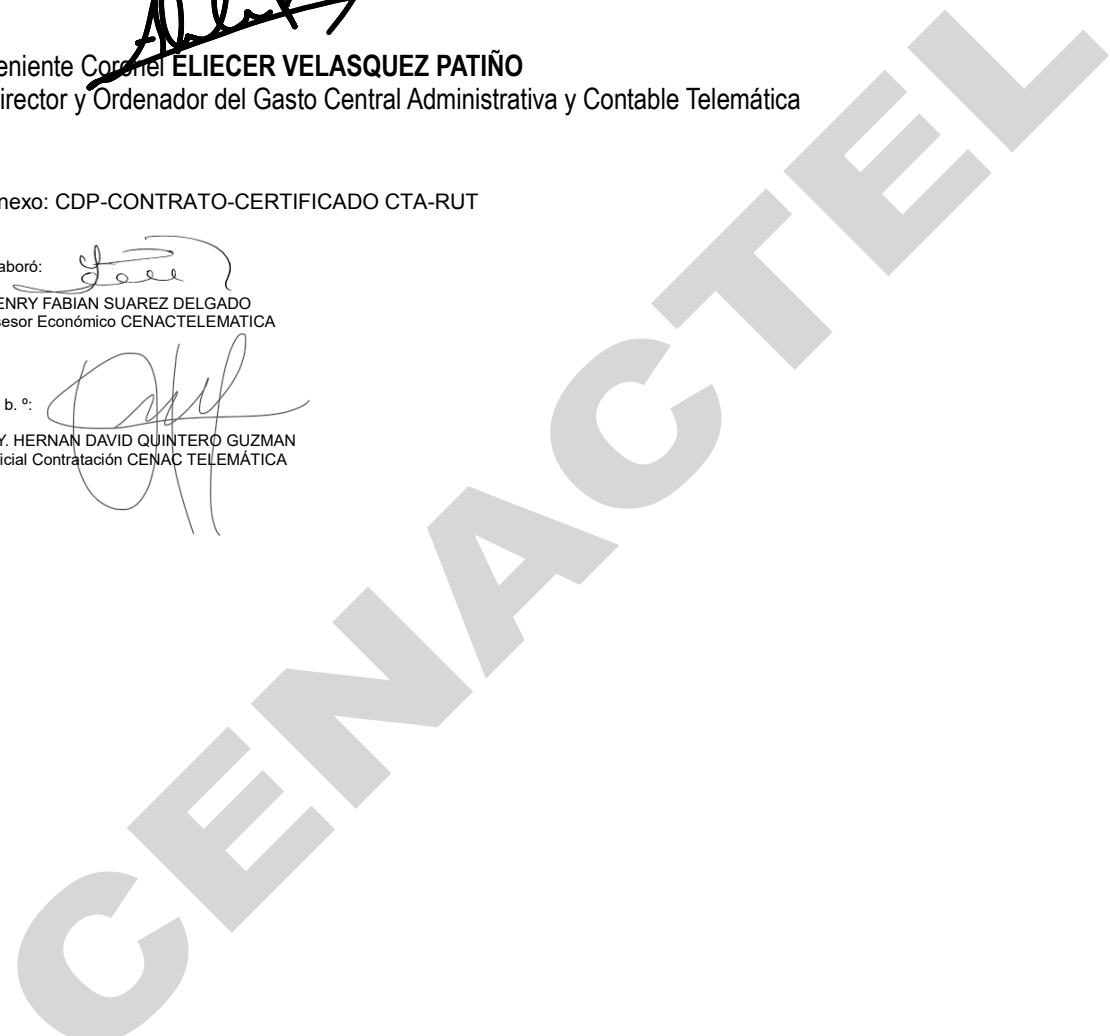 eniente Coronel ELIECER VELASQUEZ PATIÑO
irector y Ordenador del Gasto Central Administrativa y Contable Telemática
nexo: CDP-CONTRATO-CERTIFICADO CTA-RUT
aboró:
ENRY FABIAN SUAREZ DELGADO
sesor Económico CENACTELEMATICA
b. º:
Y. HERNAN DAVID QUINTERO GUZMAN
icial Contratación CENAC TELEMÁTICA
CENACTEL